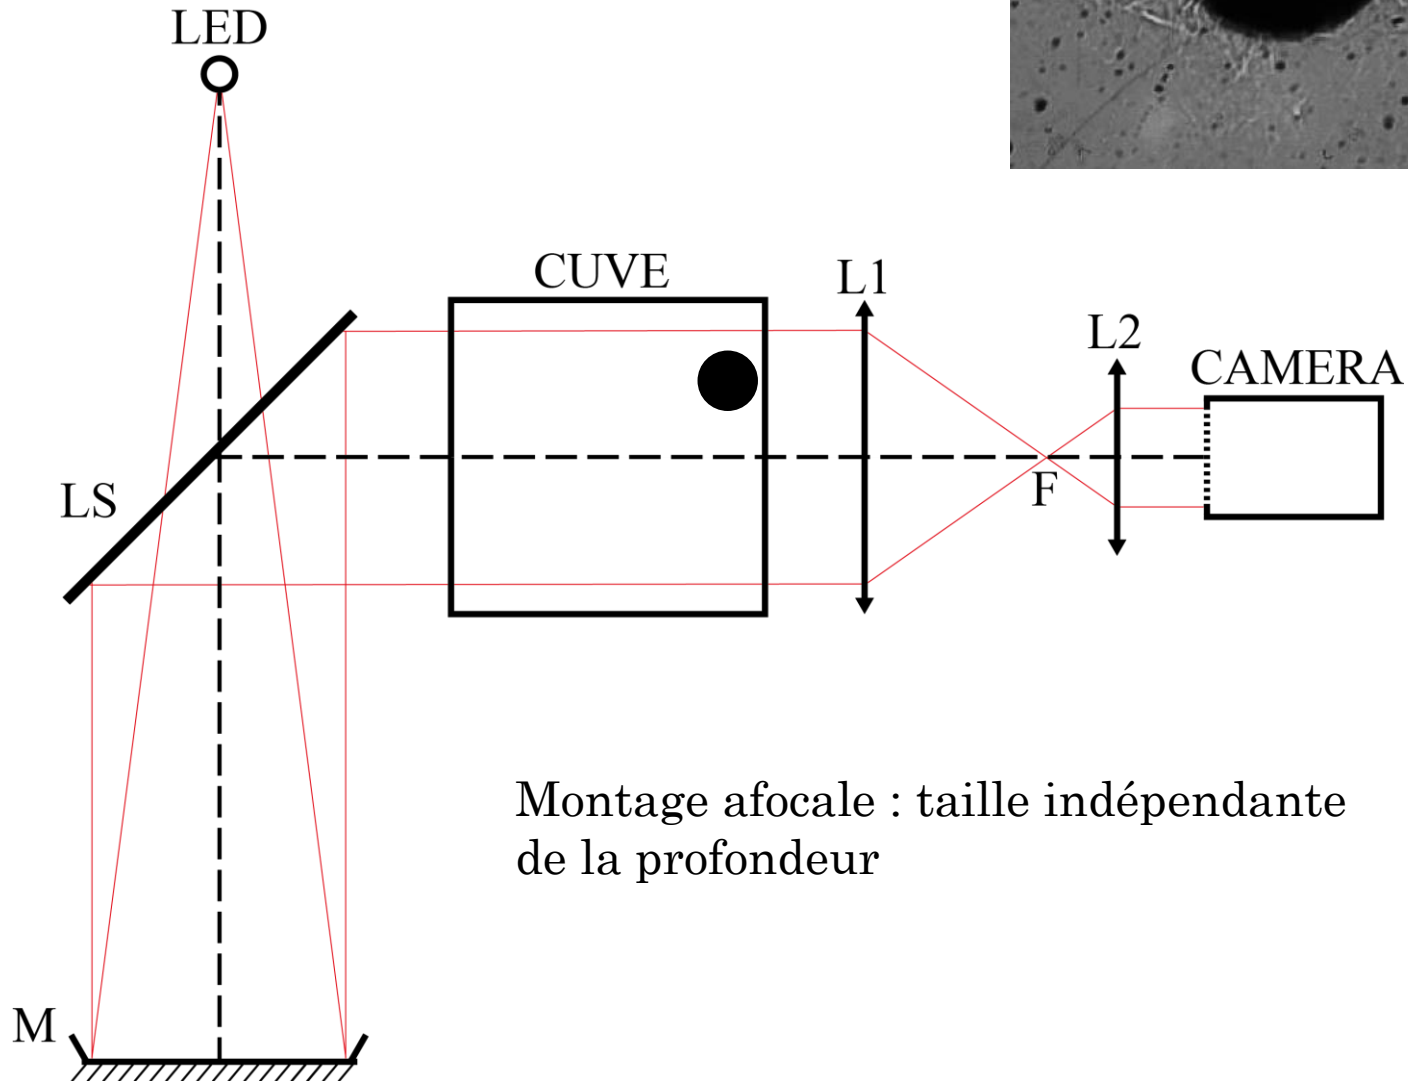 LED
CUVE
L1
L2
CAMERA
LS
F
Montage afocale : taille indépendante
de la profondeur
M